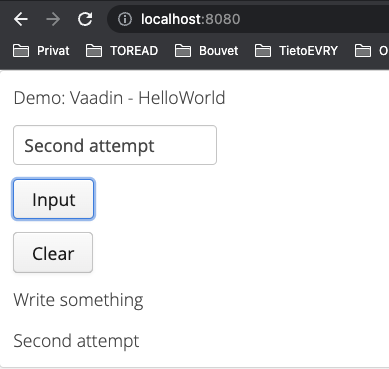 localhost:8080
Privat TOREAD Bouvet TietoEVRY O
Demo: Vaadin - HelloWorld
Second attempt
Input
Clear
Write something
Second attempt